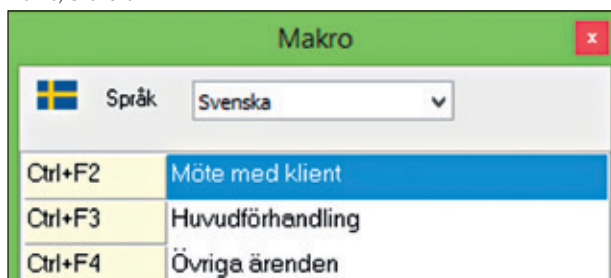 Makro
x
Språk Svenska
Ctrl+F2 Möte med klient
Ctrl+F3 Huvudförhandling
Ctrl+F4 Övriga ärenden